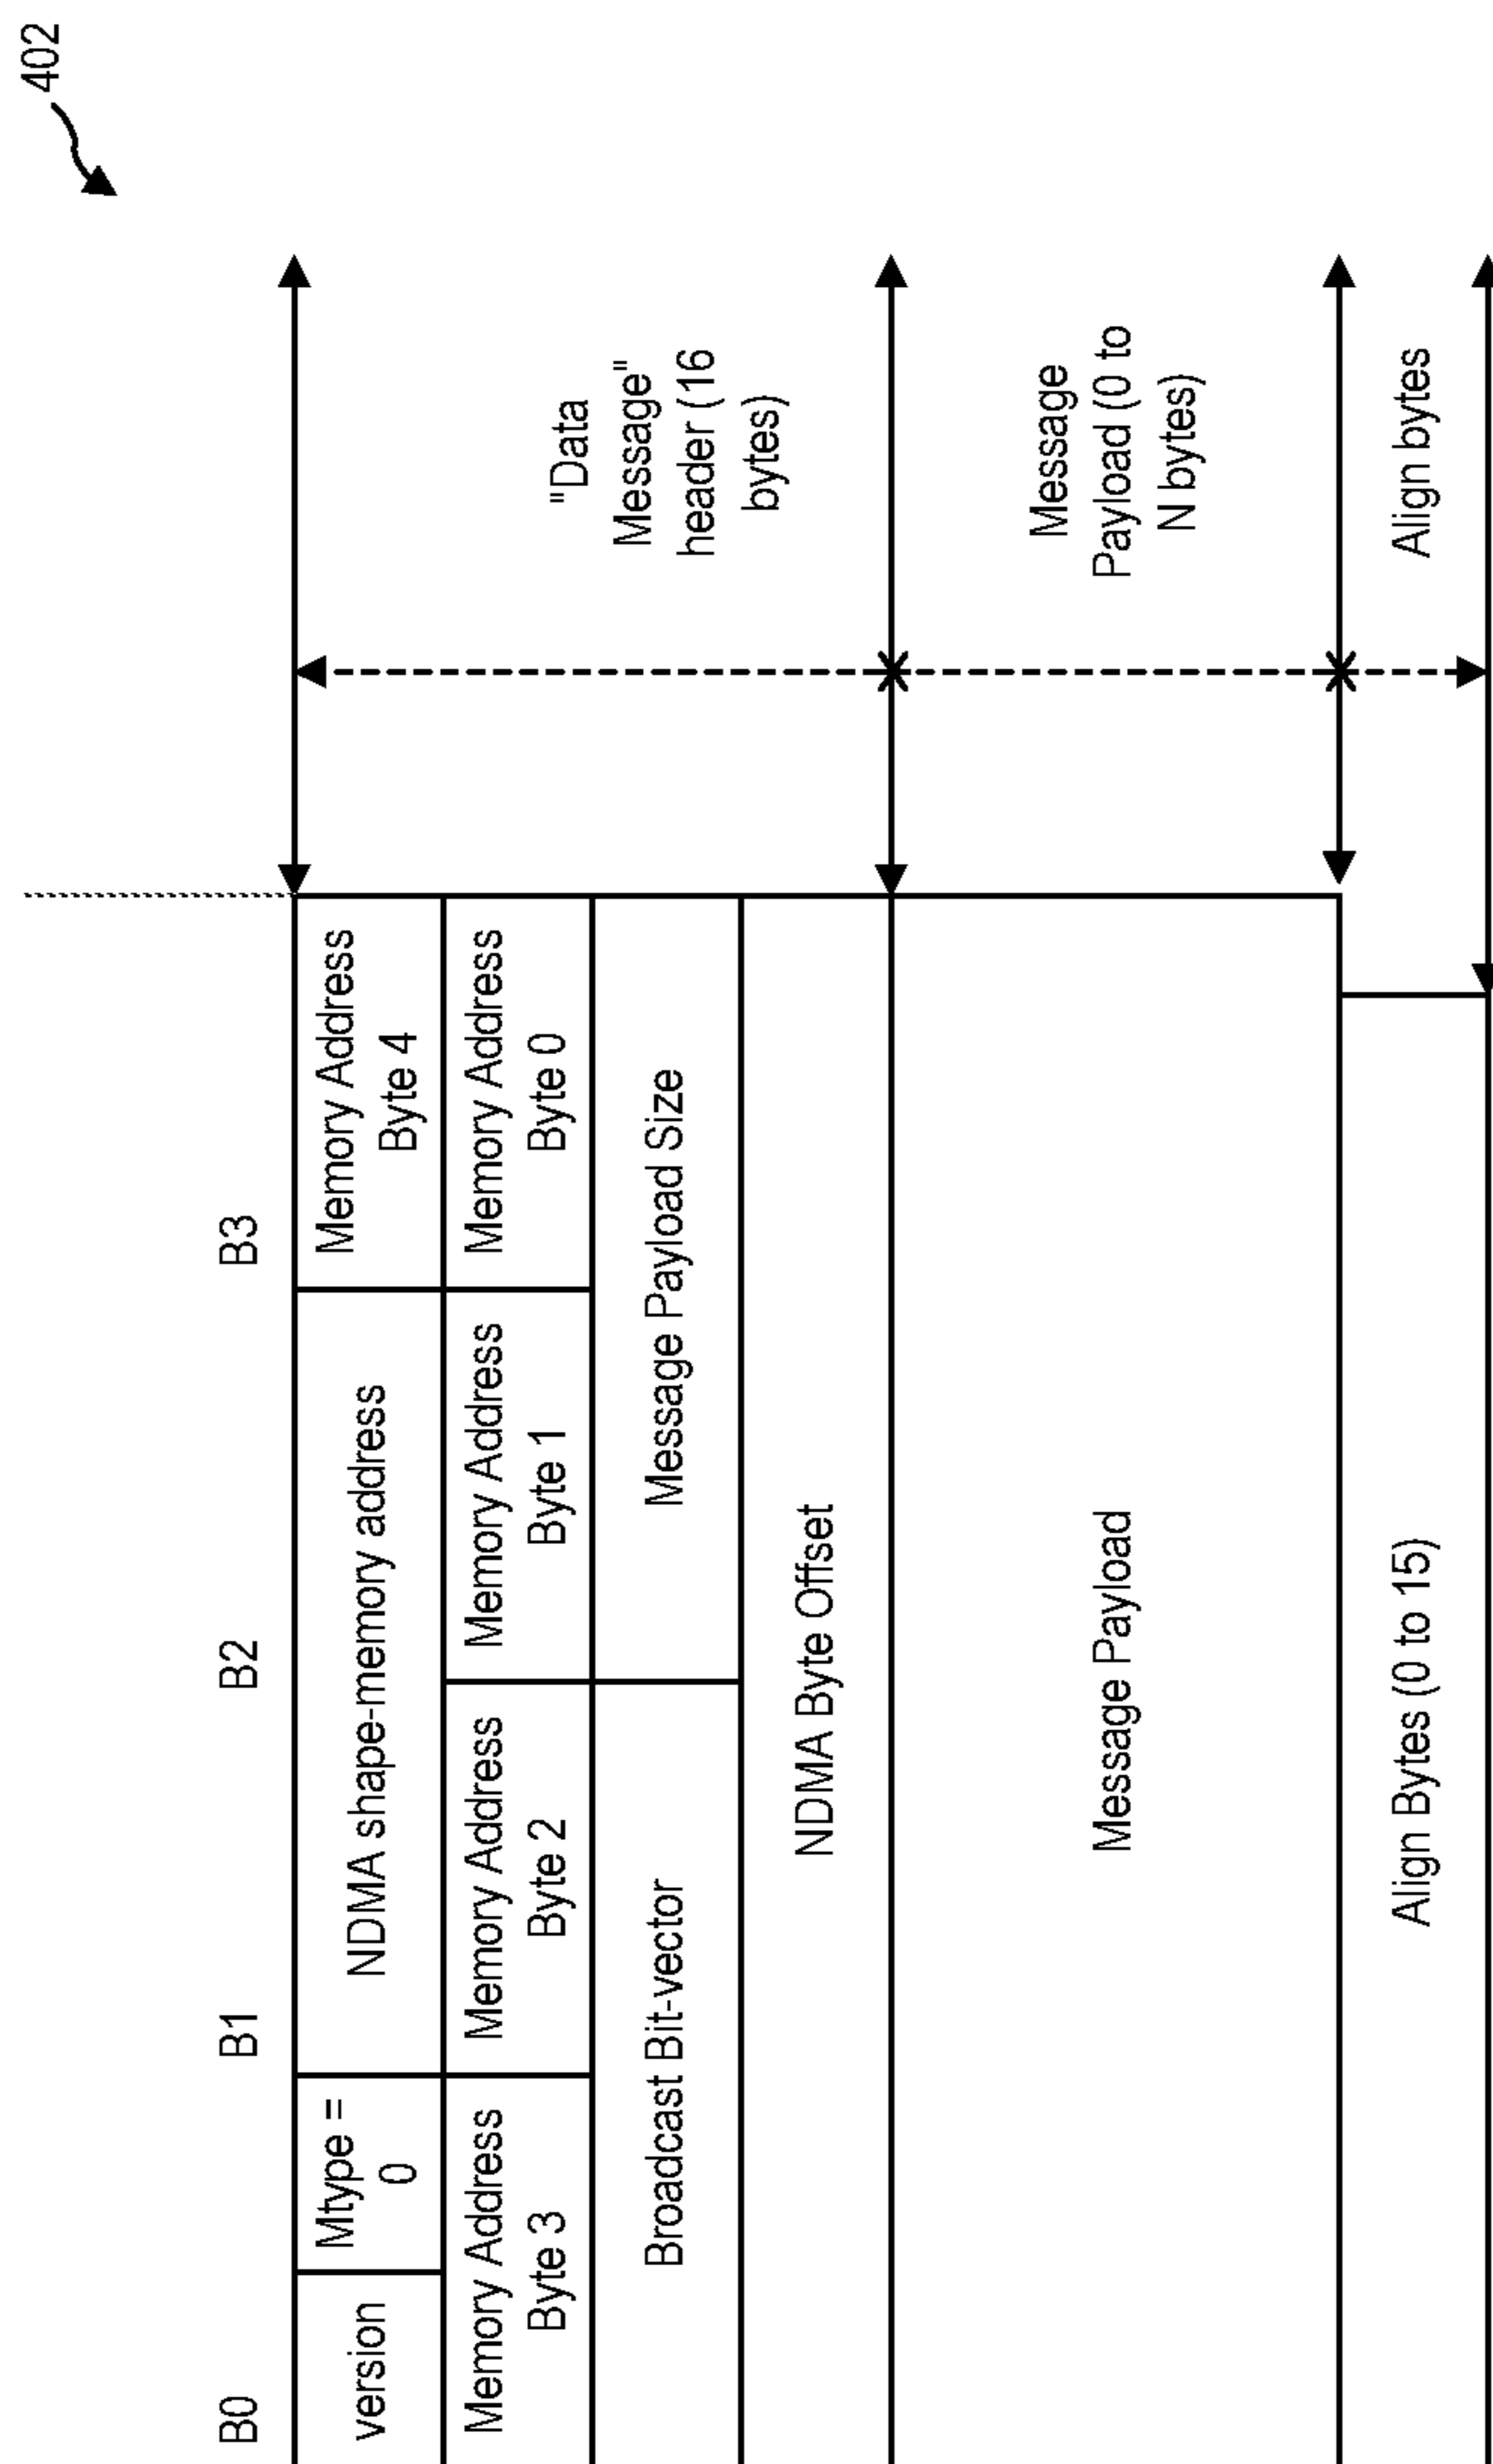 402
B0
B1
B2
B3
version
Mtype =
0
NDMA shape-memory address
Memory Address
Byte 4
Memory Address
Byte 3
Memory Address
Byte 2
Memory Address
Byte 1
Memory Address
Byte 0
Broadcast Bit-vector
Message Payload Size
NDMA Byte Offset
"Data
Message"
header (16
bytes)
Message Payload
Message
Payload (0 to
N bytes)
Align Bytes (0 to 15)
Align bytes